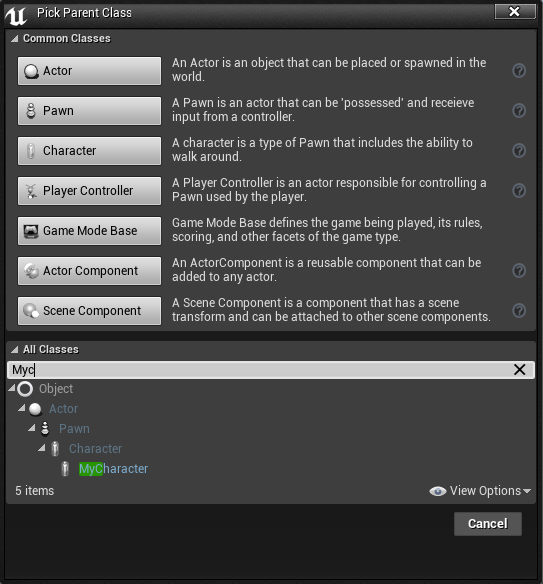 Pick Parent Class
Common Classes
Actor
An Actor is an object that can be placed or spawned in the
world.
Pawn
A Pawn is an actor that can be 'possessed' and receieve
input from a controller.
Character
A character is a type of Pawn that includes the ability to
walk around.
Player Controller
A Player Controller is an actor responsible for controlling a
Pawn used by the player.
Game Mode Base
Game Mode Base defines the game being played, its rules,
scoring, and other facets of the game type.
Actor Component
An ActorComponent is a reusable component that can be
added to any actor.
Scene Component
A Scene Component is a component that has a scene
transform and can be attached to other scene components.
All Classes
Myc
Object
Actor
Pawn
Character
MyCharacter
5 items
View Options
Cancel